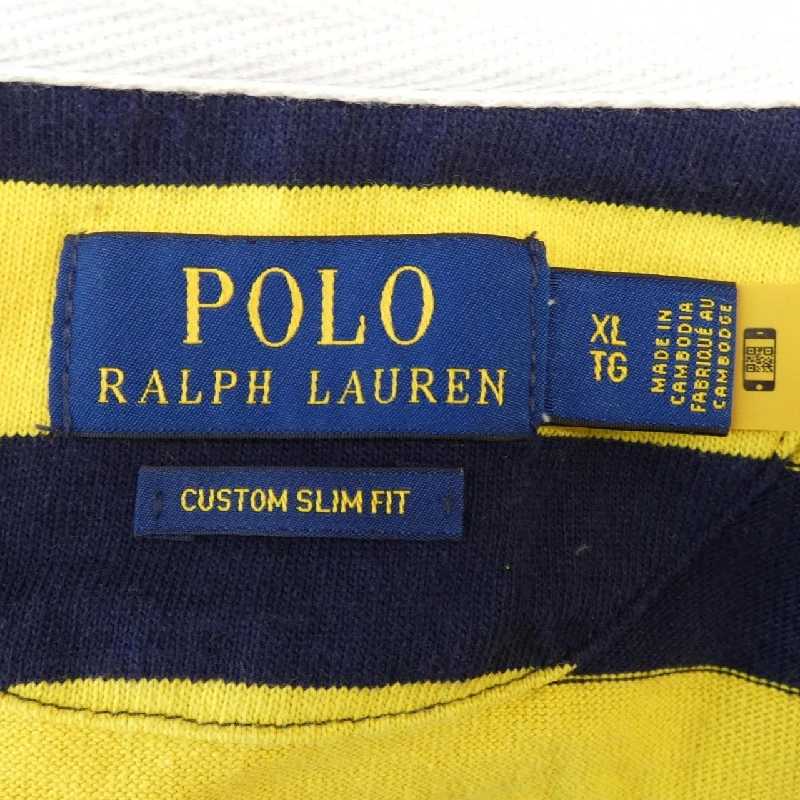 POLO
RALPH LAUREN
XL
TG
MADE IN
CAMBODIA
FABRIQUÉ AU
CAMBODGE
CUSTOM SLIM FIT